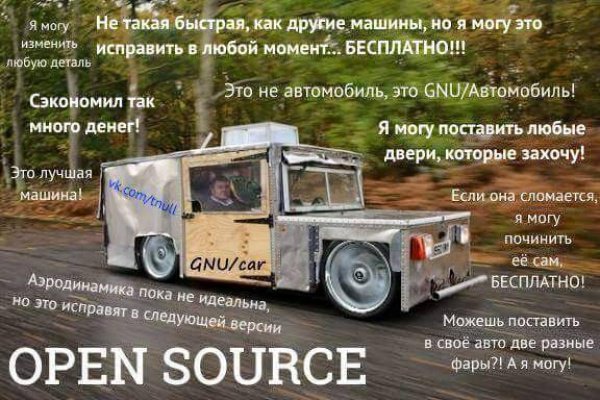 Я могу
изменить
любую деталь
Не такая быстрая, как другие машины, но я могу это
исправить в любой момент... БЕСПЛАТНО!!!
Это не автомобиль, это GNU/Автомобиль!
Сэкономил так
много денег!
Я могу поставить любые
двери, которые захочу!
Это лучшая
машина!
vk.com/tnull
Если она сломается,
я могу
починить
её сам.
БЕСПЛАТНО!
GNU/car
Аэродинамика пока не идеальна,
но это исправят в следующей версии
Можешь поставить
в своё авто две разные
фары?! А я могу!
OPEN SOURCE